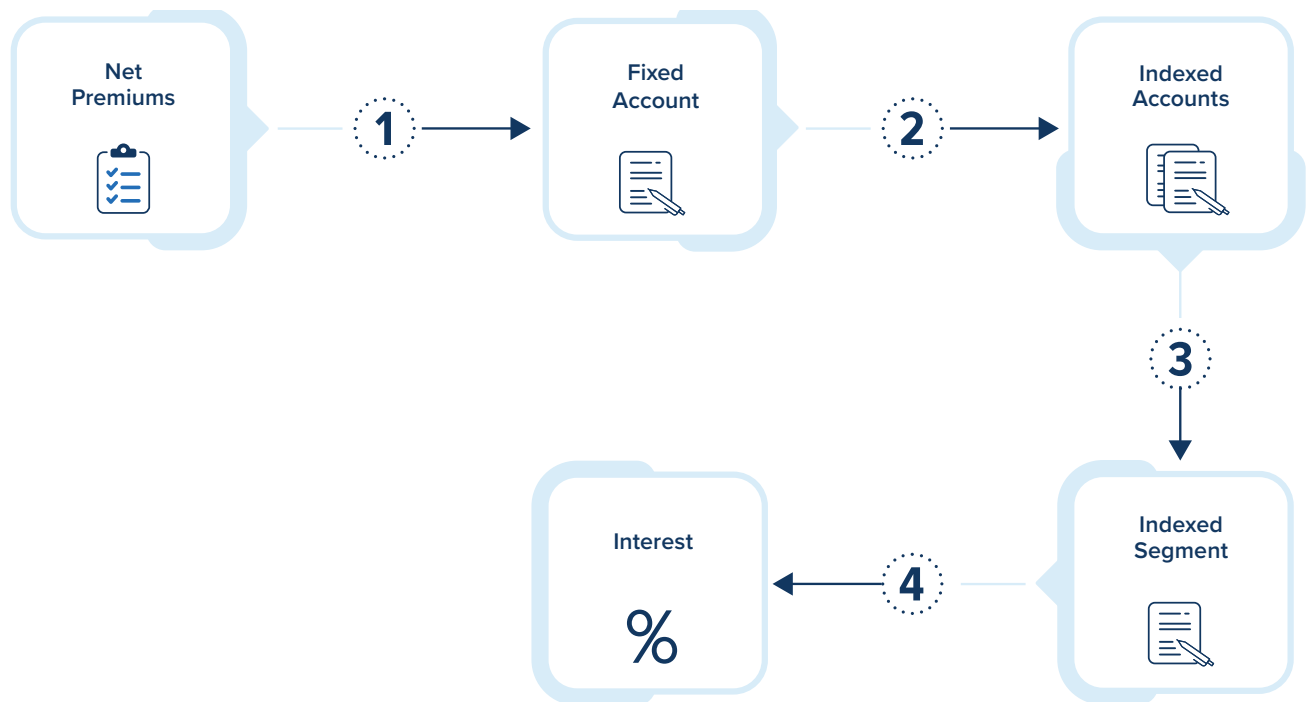 Net
Premiums
1
Fixed
Account
2
Indexed
Accounts
3
Indexed
Segment
4
Interest
%